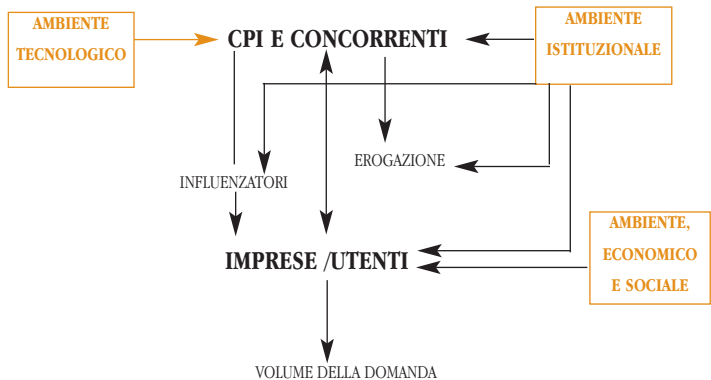 AMBIENTE
TECNOLOGICO
CPI E CONCORRENTI
AMBIENTE
ISTITUZIONALE
EROGAZIONE
INFLUENZATORI
AMBIENTE,
ECONOMICO
E SOCIALE
IMPRESE /UTENTI
VOLUME DELLA DOMANDA